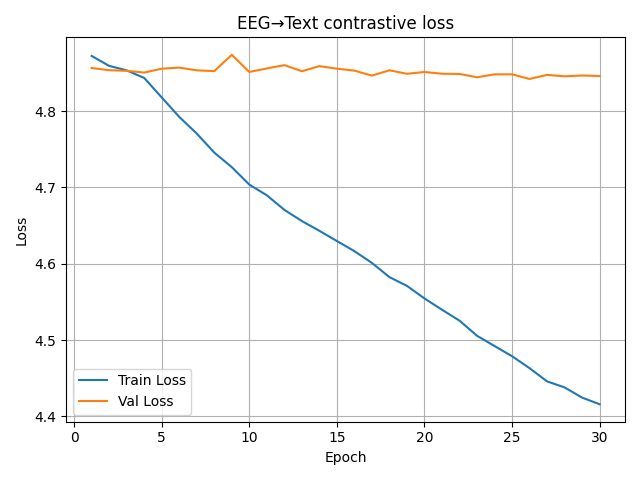 EEG→Text contrastive loss
Loss
4.8
4.7
4.6
4.5
4.4
Train Loss
Val Loss
0 5 10 15 20 25 30
Epoch